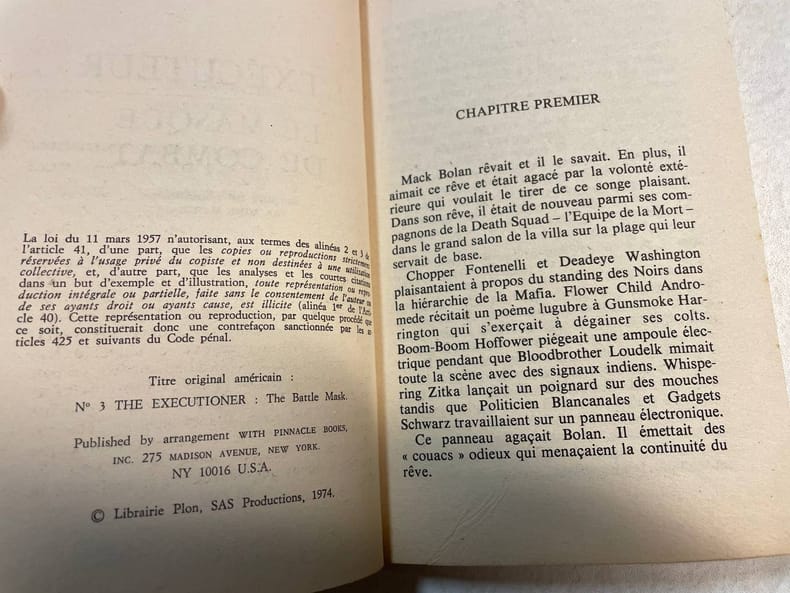 La loi du 11 mars 1957 n'autorisant, aux termes des alinéas 2 et 3 de
l'article 41, d'une part, que les copies ou reproductions strictement
réservées à l'usage privé du copiste et non destinées à une utilisation
collective, et, d'autre part, que les analyses et les courtes citations
dans un but d'exemple et d'illustration, toute représentation ou repro-
duction intégrale ou partielle, faite sans le consentement de l'auteur ou
de ses ayants droit ou ayants cause, est illicite (alinéa 1er de l'Arti-
cle 40). Cette représentation ou reproduction, par quelque procédé que
ce soit, constituerait donc une contrefaçon sanctionnée par les
ticles 425 et suivants du Code pénal.
Titre original américain :
No 3 THE EXECUTIONER : The Battle Mask.
Published by arrangement WITH PINNACLE BOOKS,
INC. 275 MADISON AVENUE, NEW YORK.
NY 10016 U.S.A.
© Librairie Plon, SAS Productions, 1974.
CHAPITRE PREMIER
Mack Bolan rêvait et il le savait. En plus, il
aimait ce rêve et était agacé par la volonté exté-
rieure qui voulait le tirer de ce songe plaisant.
Dans son rêve, il était de nouveau parmi ses com-
pagnons de la Death Squad – l'Equipe de la Mort –
dans le grand salon de la villa sur la plage qui leur
servait de base.
Chopper Fontenelli et Deadeye Washington
plaisantaient à propos du standing des Noirs dans
la hiérarchie de la Mafia. Flower Child Andro-
mede récitait un poème lugubre à Gunsmoke Har-
rington qui s'exerçait à dégainer ses colts.
Boom-Boom Hoffower piégeait une ampoule élec-
trique pendant que Bloodbrother Loudelk mimait
toute la scène avec des signaux indiens. Whispe-
ring Zitka lançait un poignard sur des mouches
tandis que Politicien Blancanales et Gadgets
Schwarz travaillaient sur un panneau électronique.
Ce panneau agaçait Bolan. Il émettait des
« couacs » odieux qui menaçaient la continuité du
rêve.